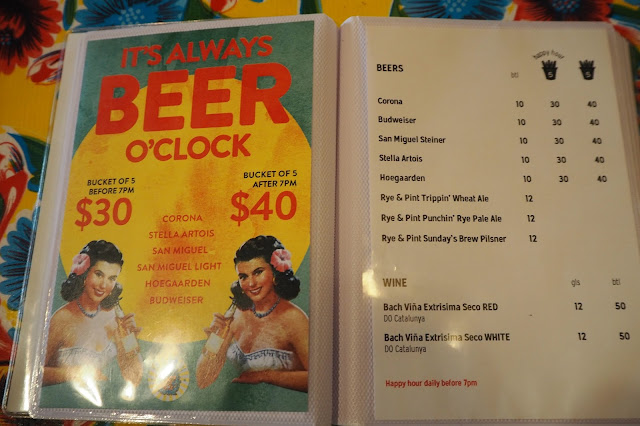 IT'S ALWAYS
BEER
O'CLOCK
BUCKET OF 5
BEFORE 7PM
$30
BUCKET OF 5
AFTER 7PM
$40
CORONA
STELLA ARTOIS
SAN MIGUEL
SAN MIGUEL LIGHT
HOEGAARDEN
BUDWEISER
happy hour
BEERS btl 5 5
Corona 10 30 40
Budweiser 10 30 40
San Miguel Steiner 10 30 40
Stella Artois 10 30 40
Hoegaarden 10 30 40
Rye & Pint Trippin' Wheat Ale 12
Rye & Pint Punchin' Rye Pale Ale 12
Rye & Pint Sunday's Brew Pilsner 12
WINE gls btl
Bach Viña Extrisima Seco RED 12 50
DO Catalunya
Bach Viña Extrisima Seco WHITE 12 50
DO Catalunya
Happy hour daily before 7pm